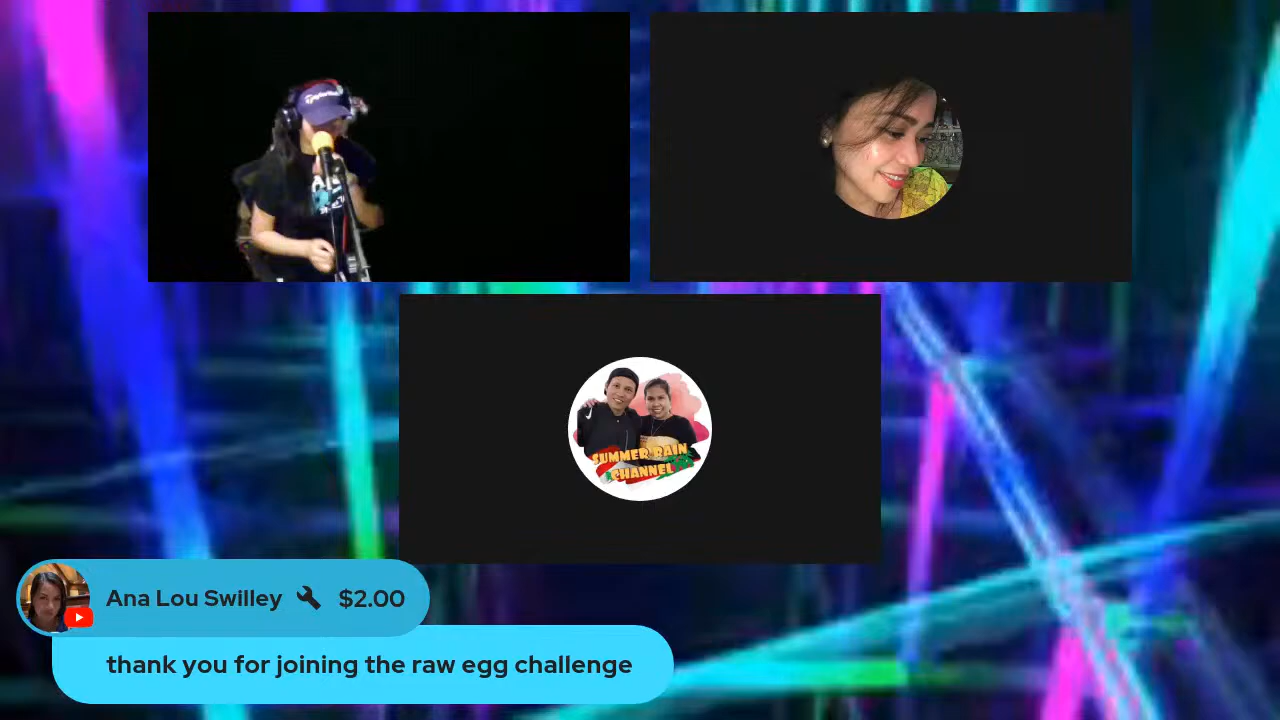 SUMMER RAIN
CHANNEL
Ana Lou Swilley $2.00
thank you for joining the raw egg challenge